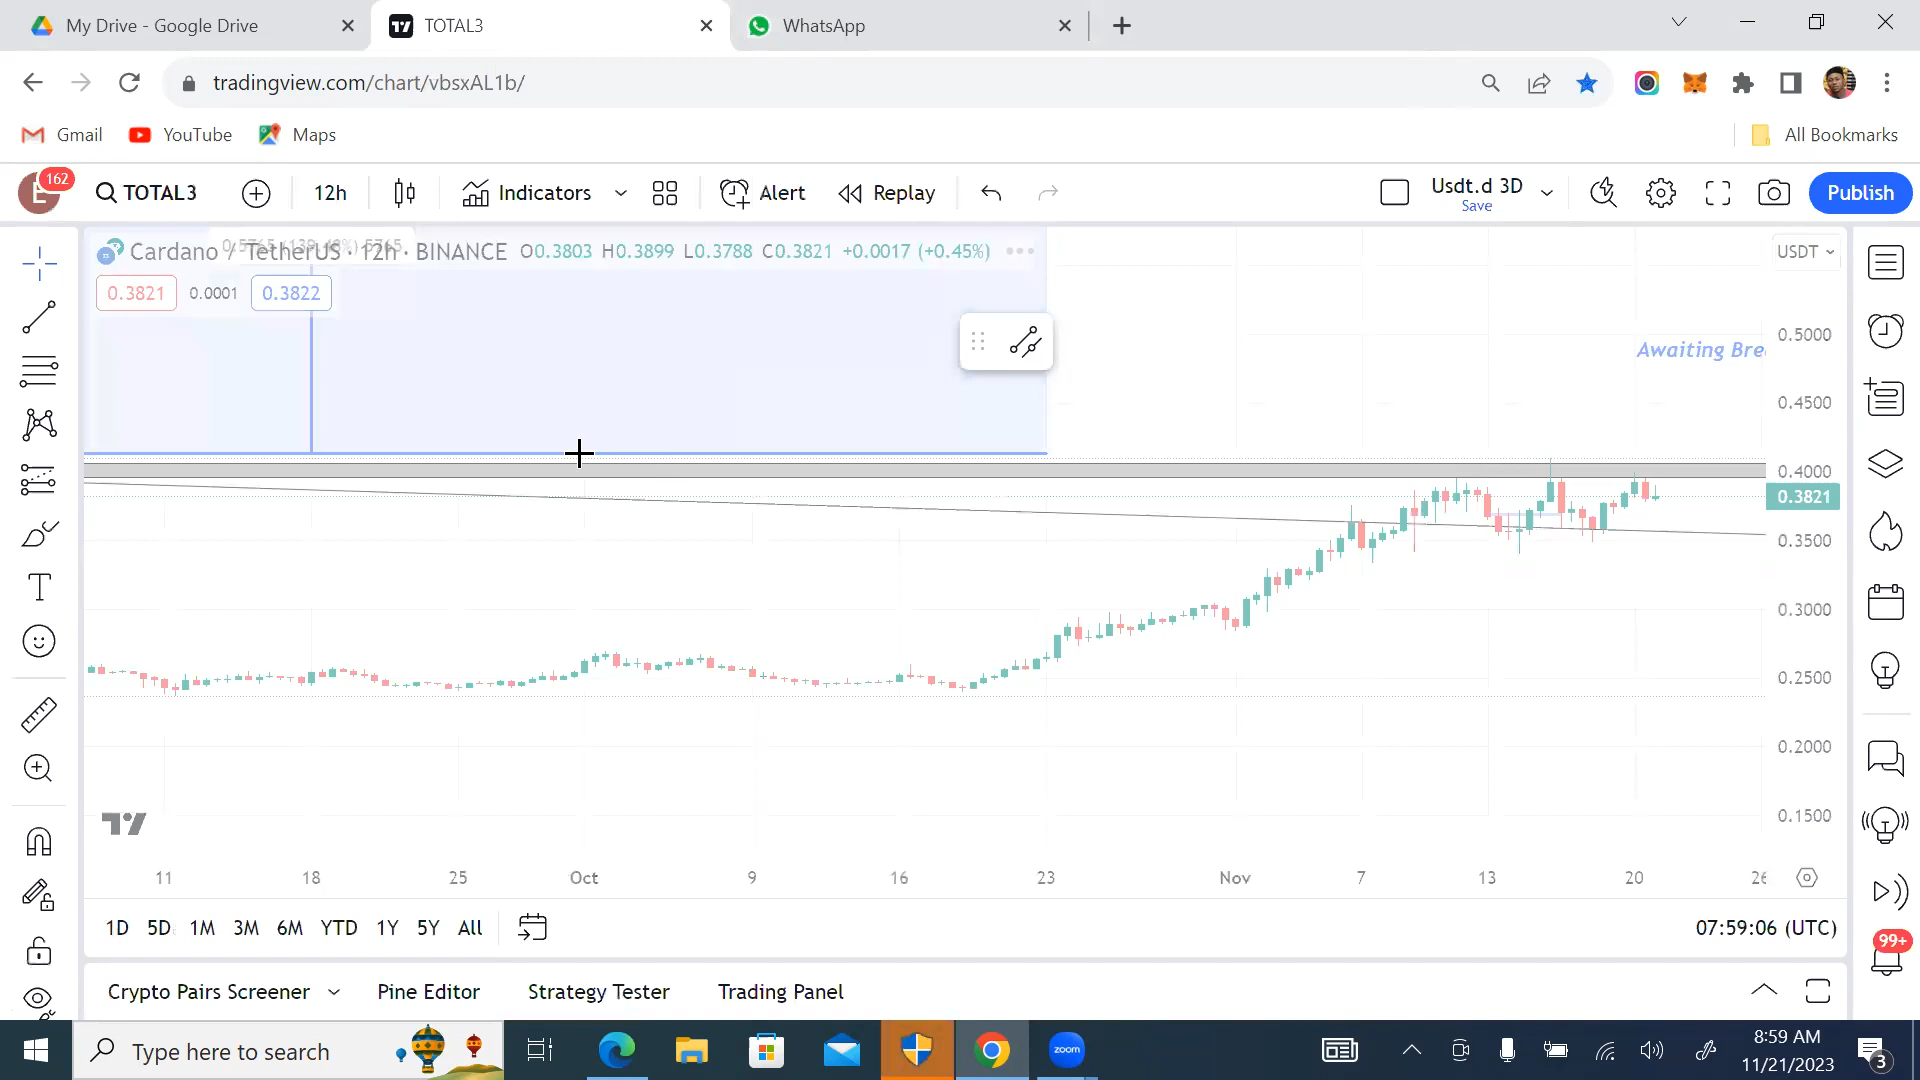 My Drive - Google Drive
TOTAL3
WhatsApp
tradingview.com/chart/vbsxAL1b/
Gmail
YouTube
Maps
All Bookmarks
E
162
TOTAL3
12h
Indicators
Alert
Replay
Usdt.d 3D
Save
Publish
Cardano / TetherUS · 12h · BINANCE O0.3803 H0.3899 L0.3788 C0.3821 +0.0017 (+0.45%)
USDT
0.3821
0.0001
0.3822
0.5000
Awaiting Bre
0.4500
0.4000
0.3821
0.3500
0.3000
0.2500
0.2000
0.1500
11
18
25
Oct
9
16
23
Nov
7
13
20
26
1D
5D
1M
3M
6M
YTD
1Y
5Y
All
07:59:06 (UTC)
99+
Crypto Pairs Screener
Pine Editor
Strategy Tester
Trading Panel
Type here to search
zoom
8:59 AM
11/21/2023
3